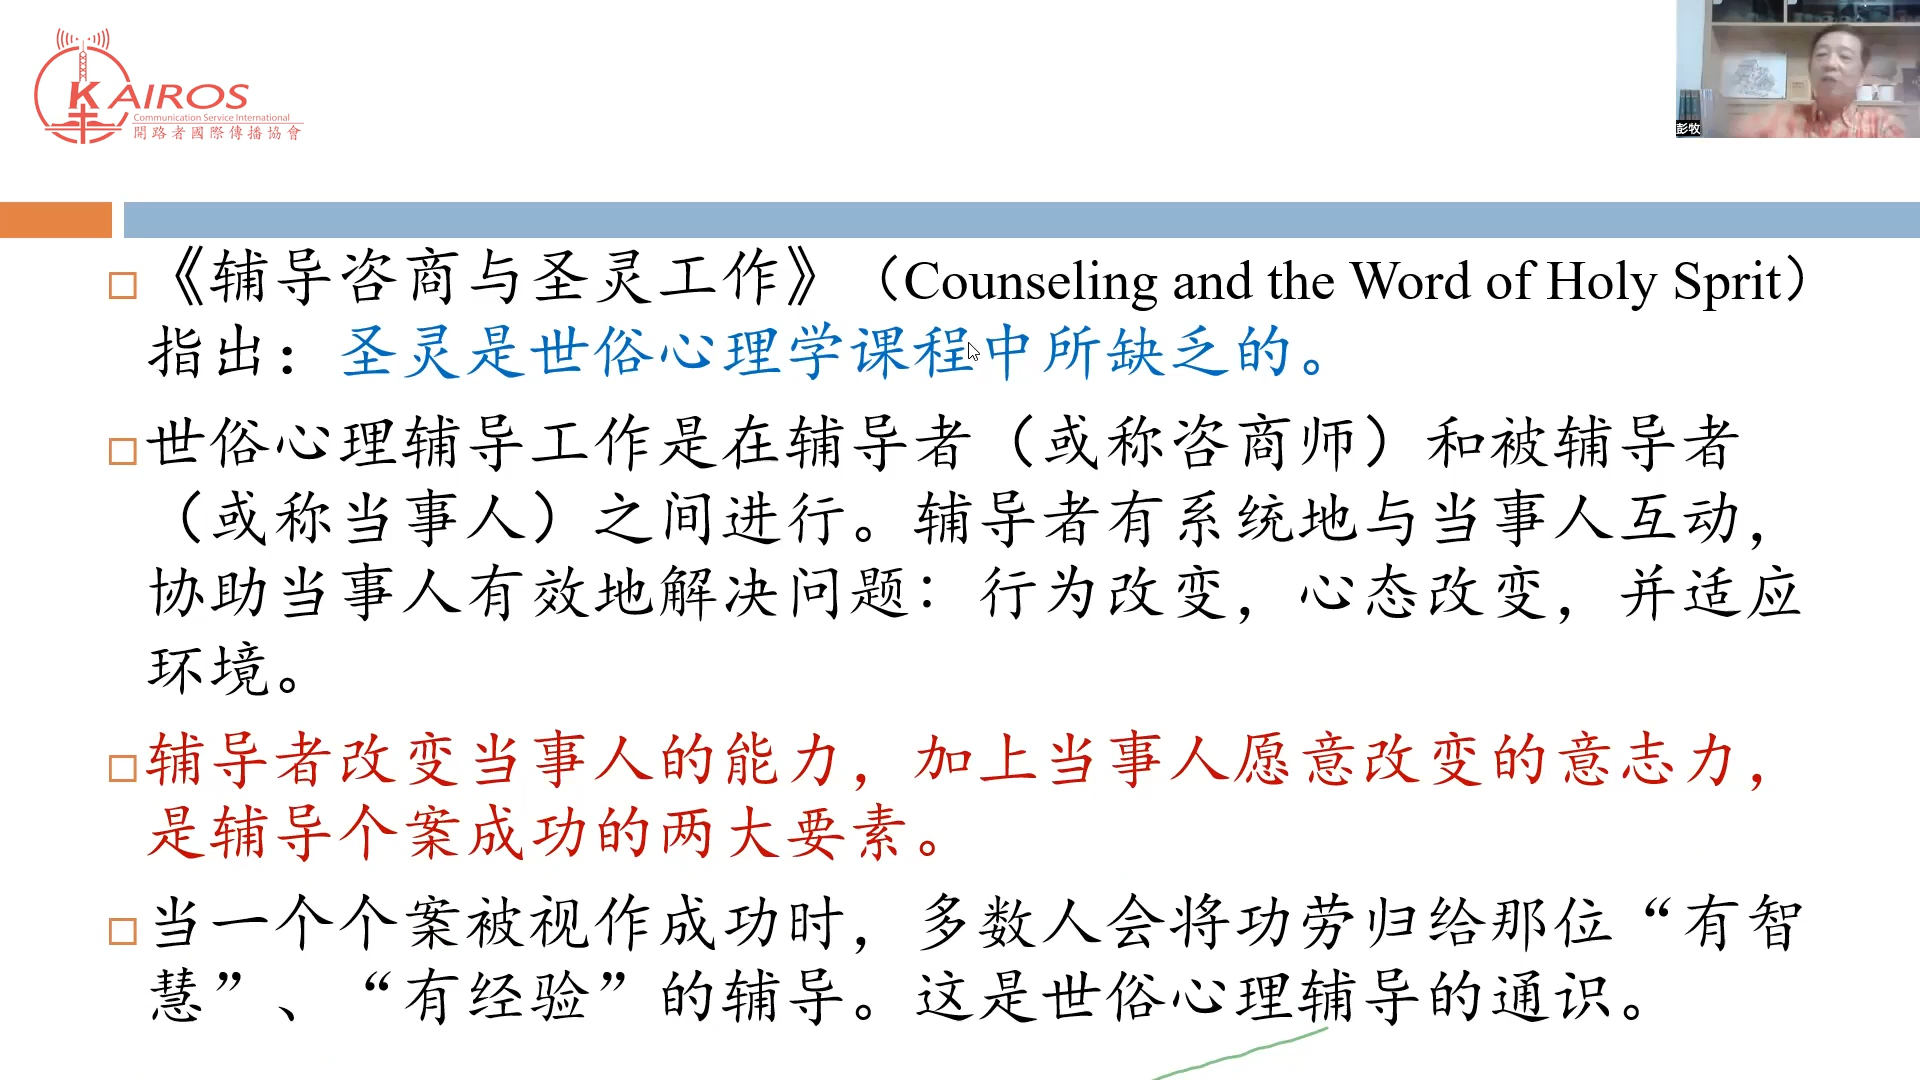 KAIROS
Communication Service International
開路者國際傳播協會
彭牧
《辅导咨商与圣灵工作》（Counseling and the Word of Holy Sprit）
指出：圣灵是世俗心理学课程中所缺乏的。
世俗心理辅导工作是在辅导者（或称咨商师）和被辅导者
（或称当事人）之间进行。辅导者有系统地与当事人互动，
协助当事人有效地解决问题：行为改变，心态改变，并适应
环境。
辅导者改变当事人的能力，加上当事人愿意改变的意志力，
是辅导个案成功的两大要素。
当一个个案被视作成功时，多数人会将功劳归给那位“有智
慧”、“有经验”的辅导。这是世俗心理辅导的通识。